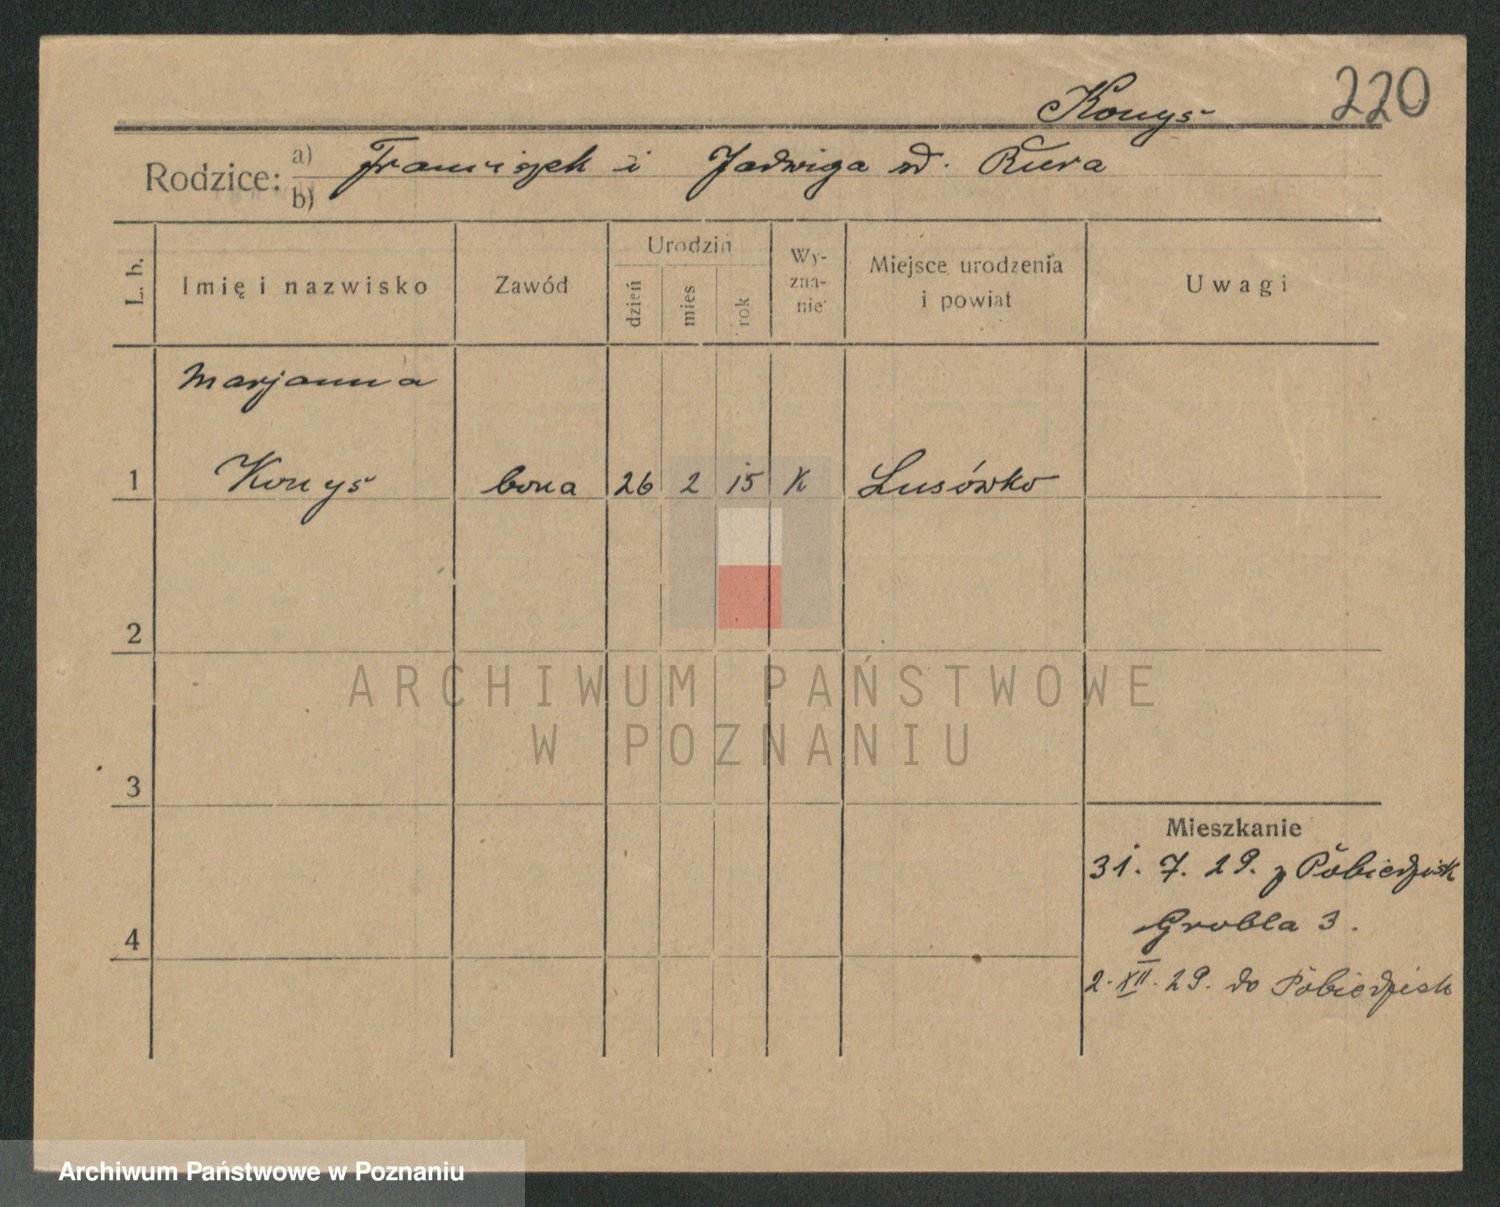 Konys 220
Rodzice: a) Franciszek i Jadwiga zd. Kura
b)
L. b. Imię i nazwisko Zawód Urodzin dzień mies rok Wy-zna-nie Miejsce urodzenia i powiat Uwagi
Marjanna
1 Konys bona 26 2 15 K Lusówko
2
3
4
Mieszkanie
31. 7. 29. z Pobiedzisk
Grobla 3.
2. XII. 29. do Pobiedzisk
ARCHIWUM PAŃSTWOWE
W POZNANIU
Archiwum Państwowe w Poznaniu